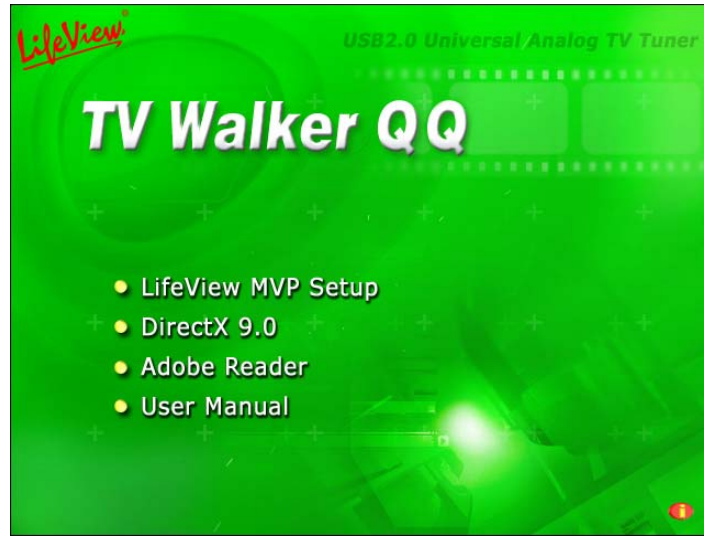 LifeView®
USB2.0 Universal Analog TV Tuner
TV Walker QQ
LifeView MVP Setup
DirectX 9.0
Adobe Reader
User Manual
i